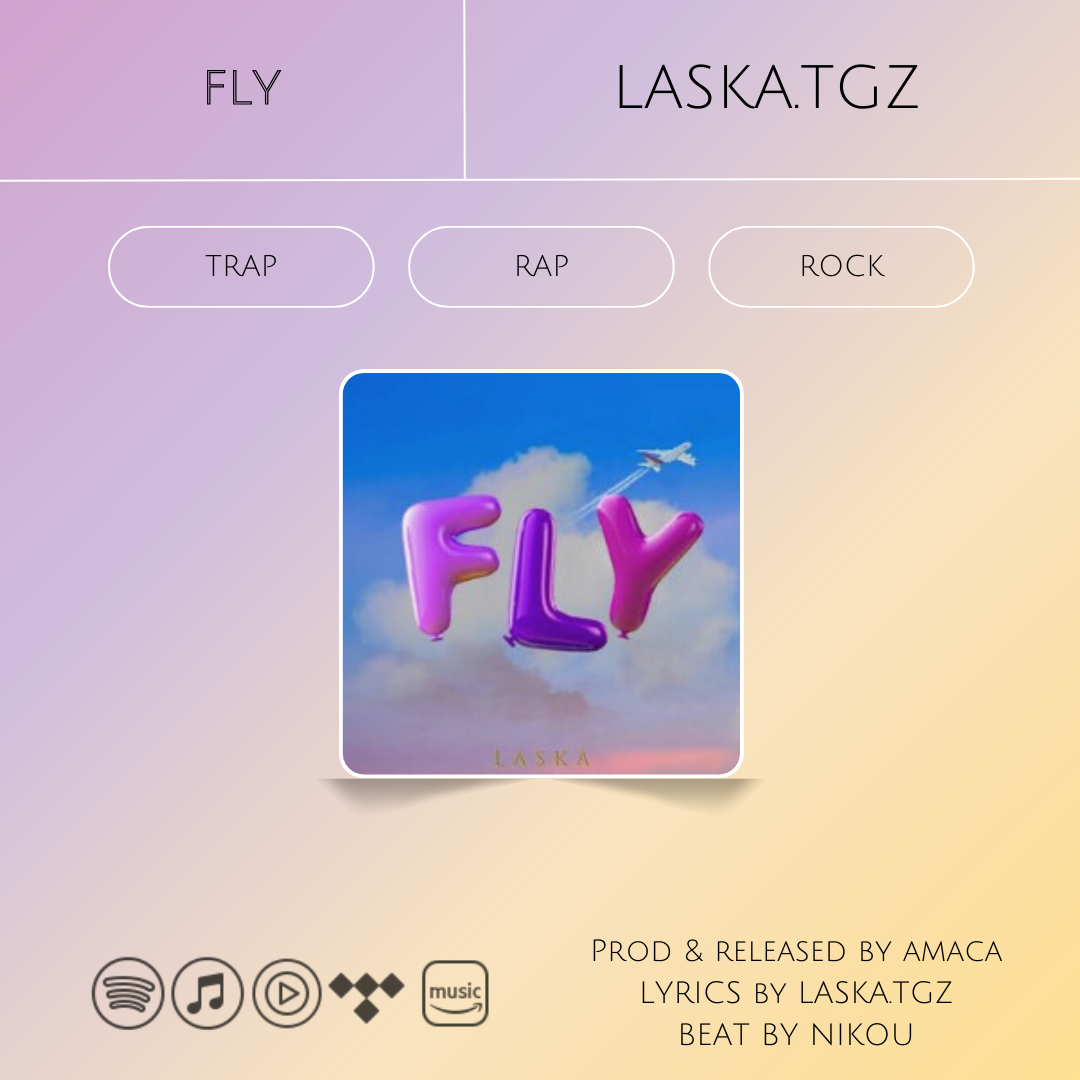 FLY
LASKA.TGZ
TRAP
RAP
ROCK
FLY
LASKA
music
PROD & RELEASED BY AMACA
LYRICS BY LASKA.TGZ
BEAT BY NIKOU